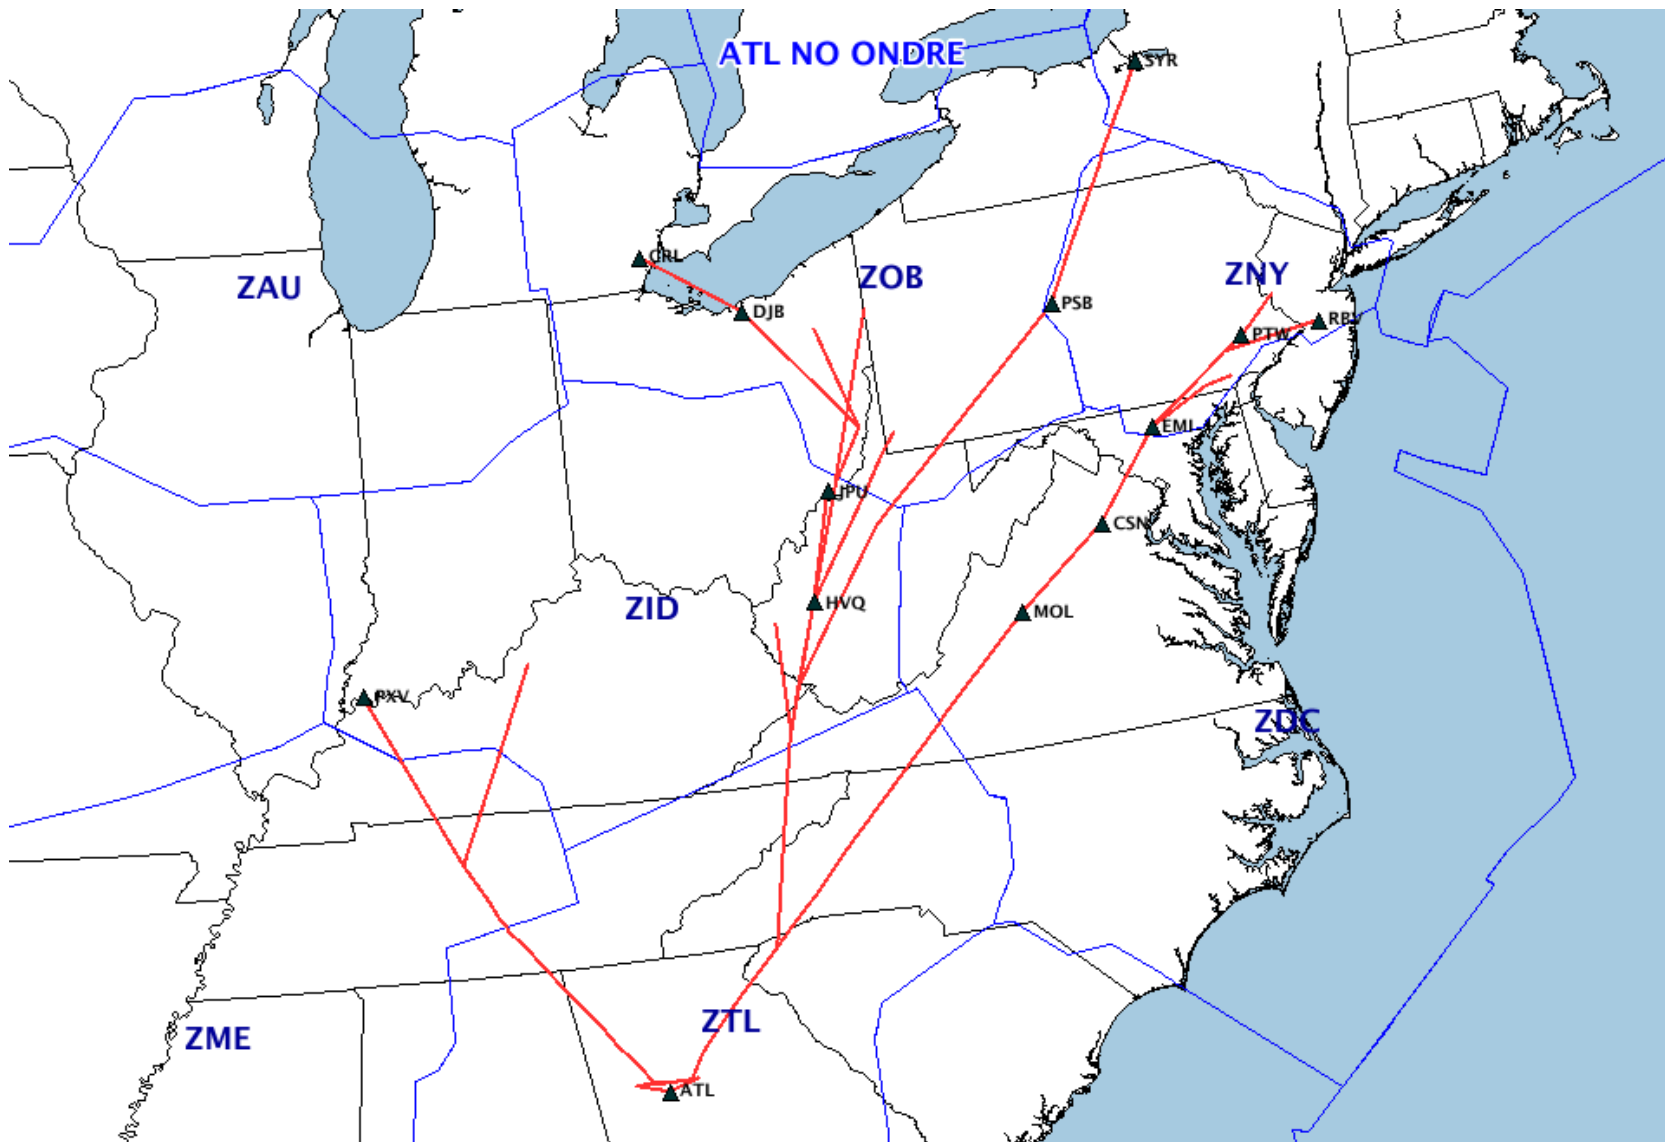 ATL NO ONDRE
SYR
CRL
ZAU
ZOB
ZNY
DJB
PSB
RBV
PTW
EMI
JPU
CSN
ZID
HVQ
MOL
PXV
ZDC
ZTL
ZME
ATL